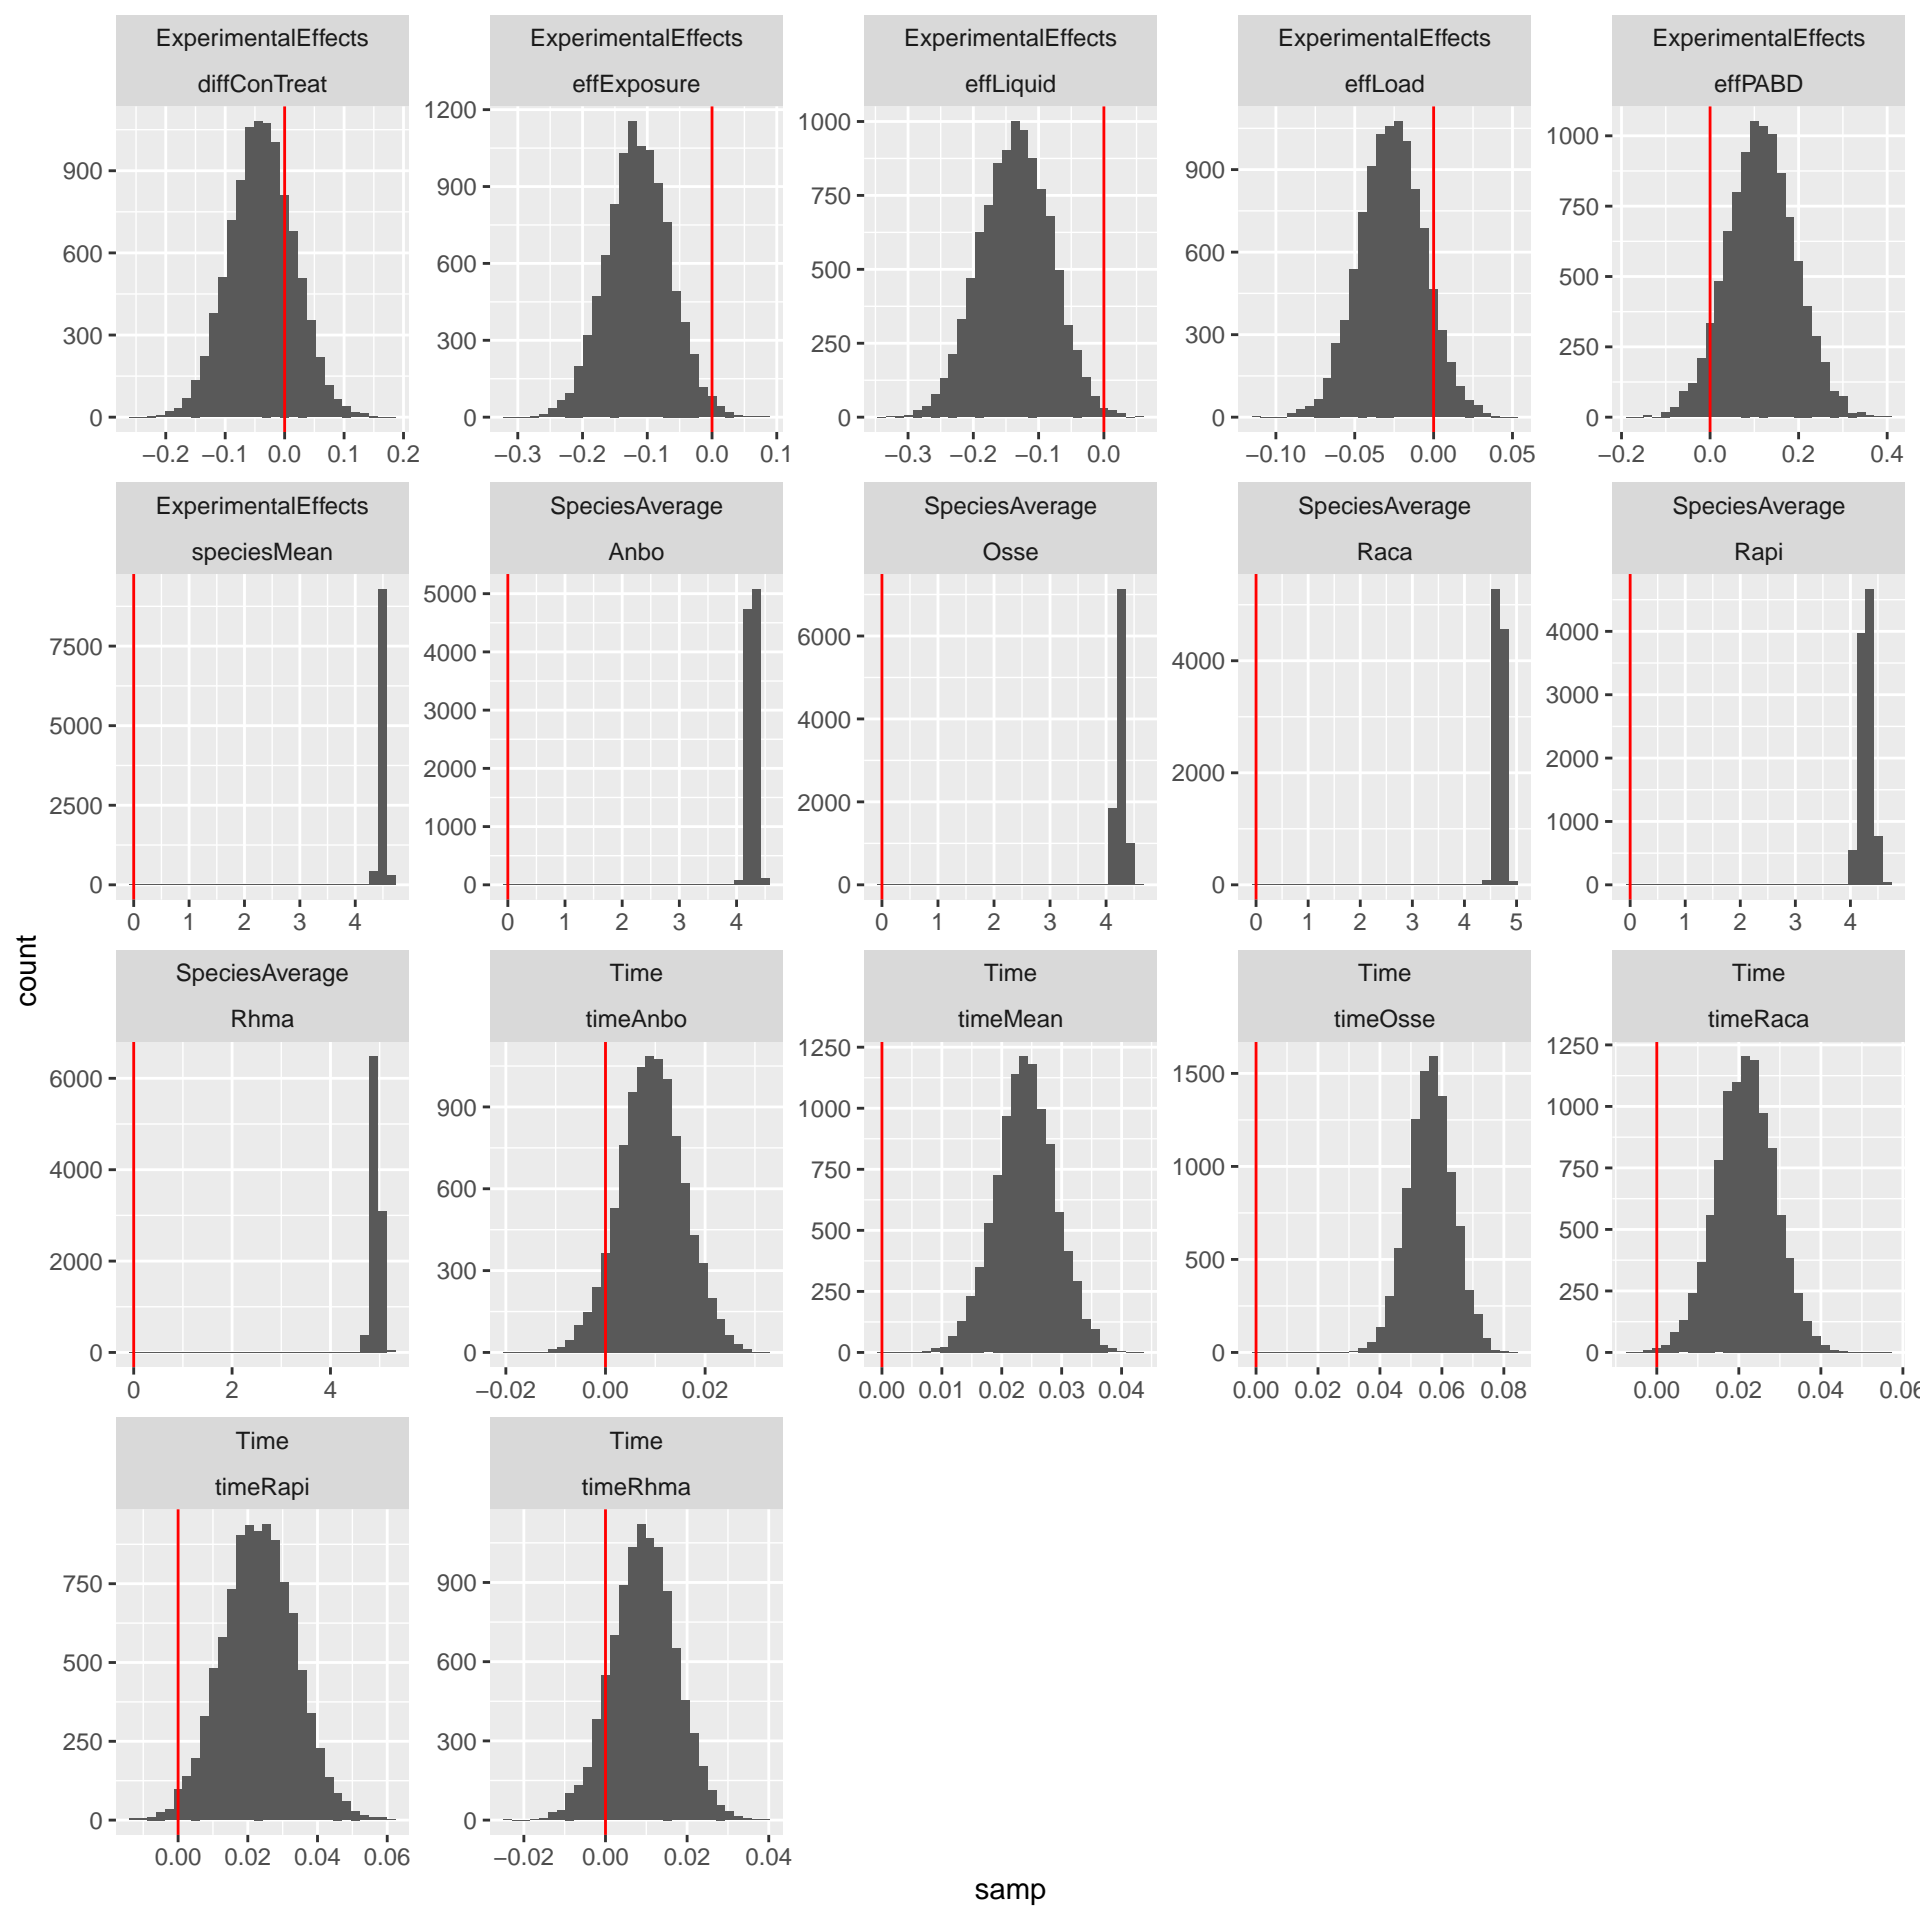 ExperimentalEffects ExperimentalEffects ExperimentalEffects ExperimentalEffects ExperimentalEffects
diffConTreat effExposure effLiquid effLoad effPABD
900
600
300
0
1200
900
600
300
0
1000
750
500
250
0
900
600
300
0
1000
750
500
250
0
−0.2 −0.1 0.0 0.1 0.2
−0.3 −0.2 −0.1 0.0 0.1
−0.3 −0.2 −0.1 0.0
−0.10 −0.05 0.00 0.05
−0.2 0.0 0.2 0.4
ExperimentalEffects SpeciesAverage SpeciesAverage SpeciesAverage SpeciesAverage
speciesMean Anbo Osse Raca Rapi
7500
5000
2500
0
5000
4000
3000
2000
1000
0
6000
4000
2000
0
4000
2000
0
4000
3000
2000
1000
0
0 1 2 3 4
0 1 2 3 4
0 1 2 3 4
0 1 2 3 4 5
0 1 2 3 4
count
SpeciesAverage Time Time Time Time
Rhma timeAnbo timeMean timeOsse timeRaca
6000
4000
2000
0
900
600
300
0
1250
1000
750
500
250
0
1500
1000
500
0
1250
1000
750
500
250
0
0 2 4
−0.02 0.00 0.02
0.00 0.01 0.02 0.03 0.04
0.00 0.02 0.04 0.06 0.08
0.00 0.02 0.04 0.06
Time Time
timeRapi timeRhma
750
500
250
0
900
600
300
0
0.00 0.02 0.04 0.06
−0.02 0.00 0.02 0.04
samp